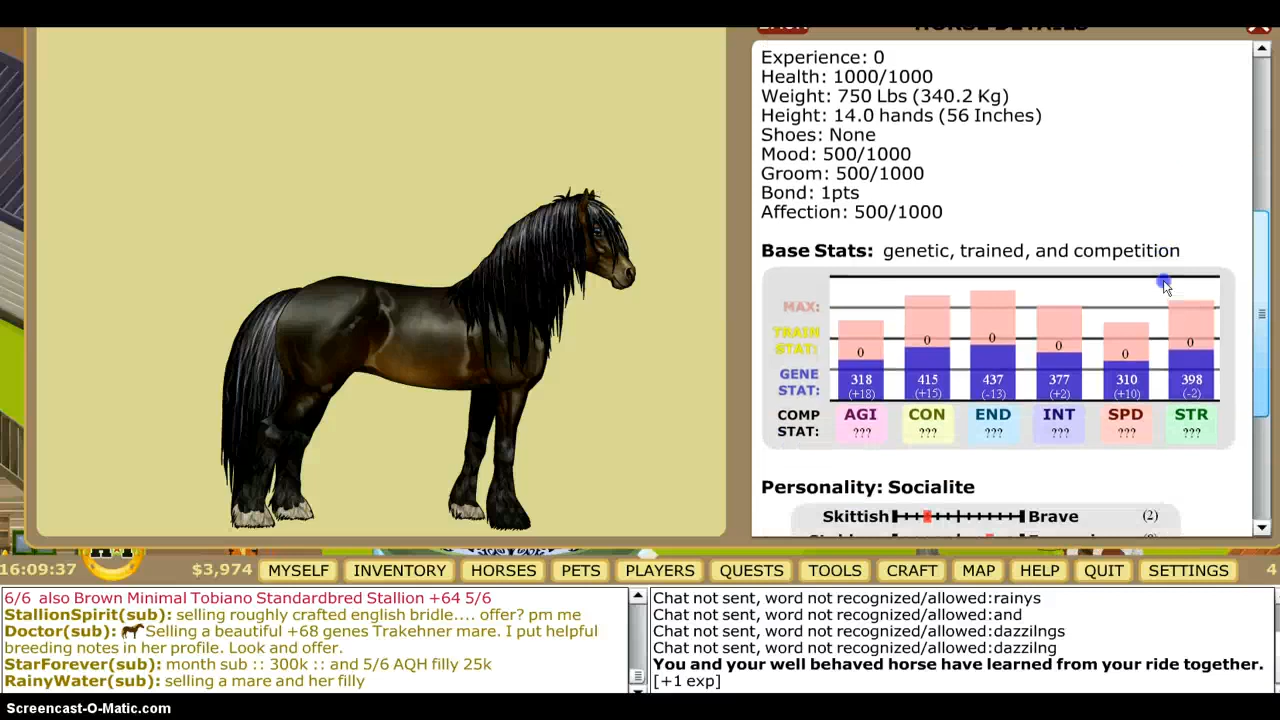 HORSE DETAILS
Experience: 0
Health: 1000/1000
Weight: 750 Lbs (340.2 Kg)
Height: 14.0 hands (56 Inches)
Shoes: None
Mood: 500/1000
Groom: 500/1000
Bond: 1pts
Affection: 500/1000
Base Stats: genetic, trained, and competition
MAX:
TRAIN STAT: 0 0 0 0 0 0
GENE STAT: 318 415 437 377 310 398
(+18) (+15) (-13) (+2) (+10) (-2)
COMP STAT: AGI CON END INT SPD STR
??? ??? ??? ??? ??? ???
Personality: Socialite
Skittish Brave (2)
16:09:37 $3,974 MYSELF INVENTORY HORSES PETS PLAYERS QUESTS TOOLS CRAFT MAP HELP QUIT SETTINGS 4
6/6 also Brown Minimal Tobiano Standardbred Stallion +64 5/6
StallionSpirit(sub): selling roughly crafted english bridle.... offer? pm me
Doctor(sub): Selling a beautiful +68 genes Trakehner mare. I put helpful
breeding notes in her profile. Look and offer.
StarForever(sub): month sub :: 300k :: and 5/6 AQH filly 25k
RainyWater(sub): selling a mare and her filly
Chat not sent, word not recognized/allowed:rainys
Chat not sent, word not recognized/allowed:and
Chat not sent, word not recognized/allowed:dazzilngs
Chat not sent, word not recognized/allowed:dazzilng
You and your well behaved horse have learned from your ride together.
[+1 exp]
Screencast-O-Matic.com